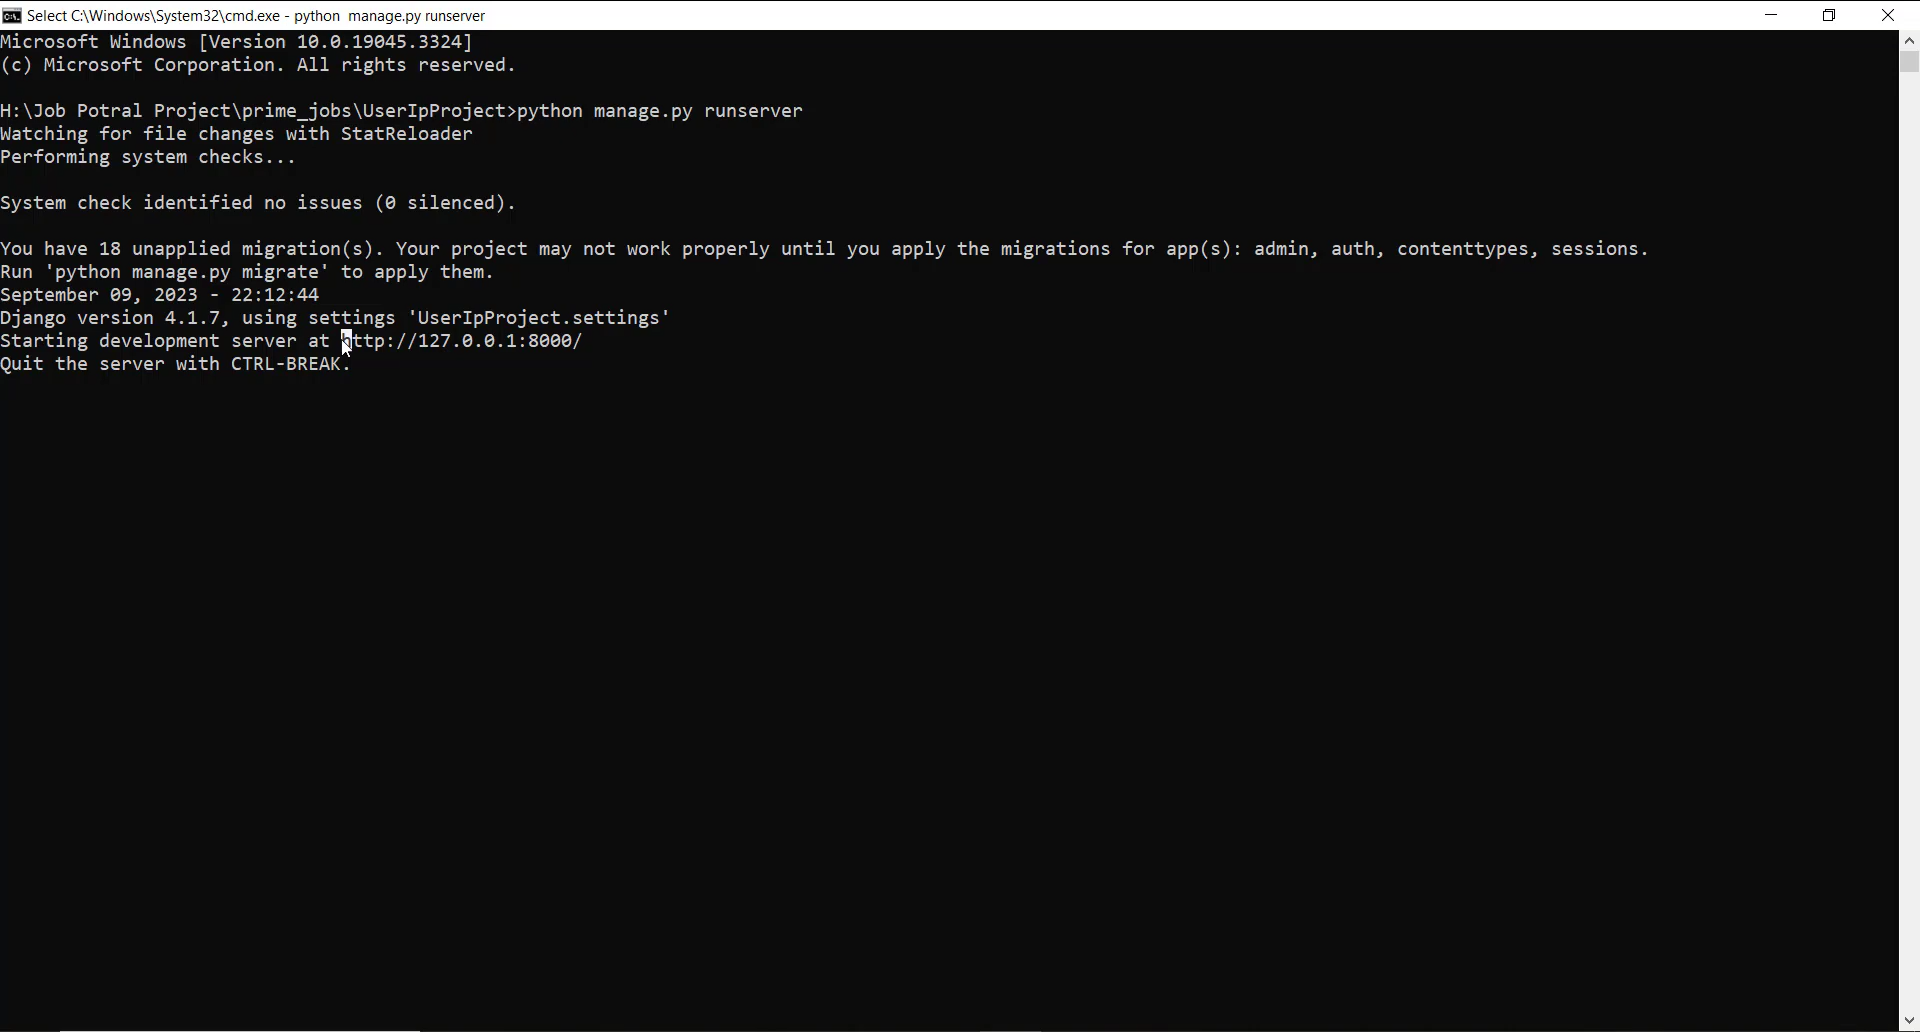 Select C:\Windows\System32\cmd.exe - python  manage.py runserver
Microsoft Windows [Version 10.0.19045.3324]
(c) Microsoft Corporation. All rights reserved.
H:\Job Potral Project\prime_jobs\UserIpProject>python manage.py runserver
Watching for file changes with StatReloader
Performing system checks...
System check identified no issues (0 silenced).
You have 18 unapplied migration(s). Your project may not work properly until you apply the migrations for app(s): admin, auth, contenttypes, sessions.
Run 'python manage.py migrate' to apply them.
September 09, 2023 - 22:12:44
Django version 4.1.7, using settings 'UserIpProject.settings'
Starting development server at http://127.0.0.1:8000/
Quit the server with CTRL-BREAK.